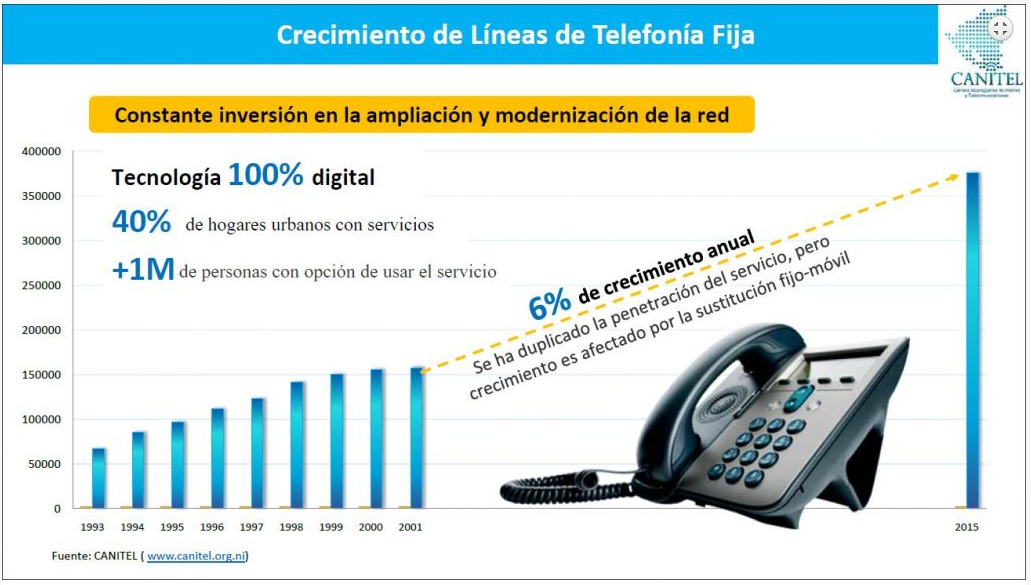 Crecimiento de Líneas de Telefonía Fija
CANITEL
Cámara Nicaragüense de Internet
y Telecomunicaciones
Constante inversión en la ampliación y modernización de la red
Tecnología 100% digital
40% de hogares urbanos con servicios
+1M de personas con opción de usar el servicio
6% de crecimiento anual
Se ha duplicado la penetración del servicio, pero
crecimiento es afectado por la sustitución fijo-móvil
400000
350000
300000
250000
200000
150000
100000
50000
0
1993 1994 1995 1996 1997 1998 1999 2000 2001 2015
Fuente: CANITEL ( www.canitel.org.ni)